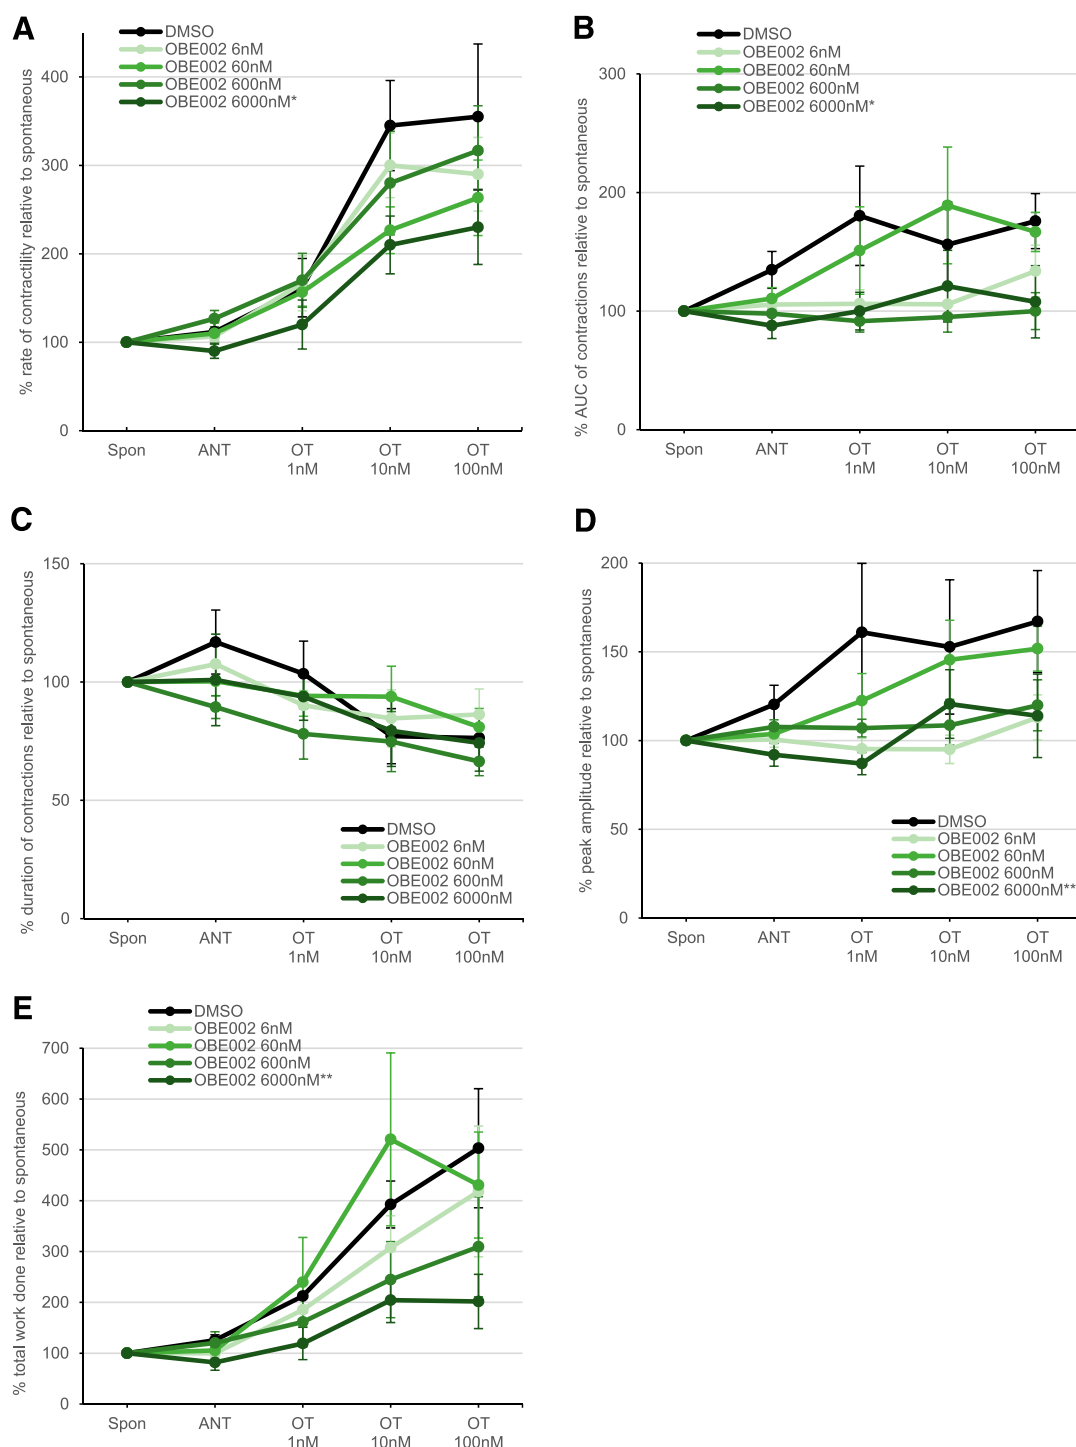 A
DMSO
OBE002 6nM
OBE002 60nM
OBE002 600nM
OBE002 6000nM*
% rate of contractility relative to spontaneous
400
300
200
100
0
Spon ANT OT OT OT
1nM 10nM 100nM
B
DMSO
OBE002 6nM
OBE002 60nM
OBE002 600nM
OBE002 6000nM*
% AUC of contractions relative to spontaneous
300
200
100
0
Spon ANT OT OT OT
1nM 10nM 100nM
C
% duration of contractions relative to spontaneous
150
100
50
0
DMSO
OBE002 6nM
OBE002 60nM
OBE002 600nM
OBE002 6000nM
Spon ANT OT OT OT
1nM 10nM 100nM
D
% peak amplitude relative to spontaneous
200
150
100
50
0
DMSO
OBE002 6nM
OBE002 60nM
OBE002 600nM
OBE002 6000nM**
Spon ANT OT OT OT
1nM 10nM 100nM
E
DMSO
OBE002 6nM
OBE002 60nM
OBE002 600nM
OBE002 6000nM**
% total work done relative to spontaneous
700
600
500
400
300
200
100
0
Spon ANT OT OT OT
1nM 10nM 100nM